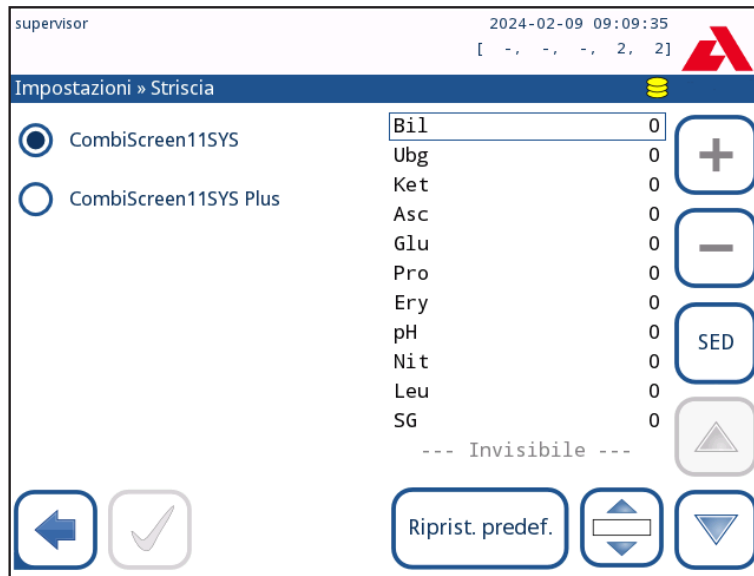 supervisor
2024-02-09 09:09:35
[ -, -, -, 2, 2]
Impostazioni » Striscia
CombiScreen11SYS
CombiScreen11SYS Plus
Bil 0
Ubg 0
Ket 0
Asc 0
Glu 0
Pro 0
Ery 0
pH 0
Nit 0
Leu 0
SG 0
--- Invisibile ---
+
−
SED
Riprist. predef.